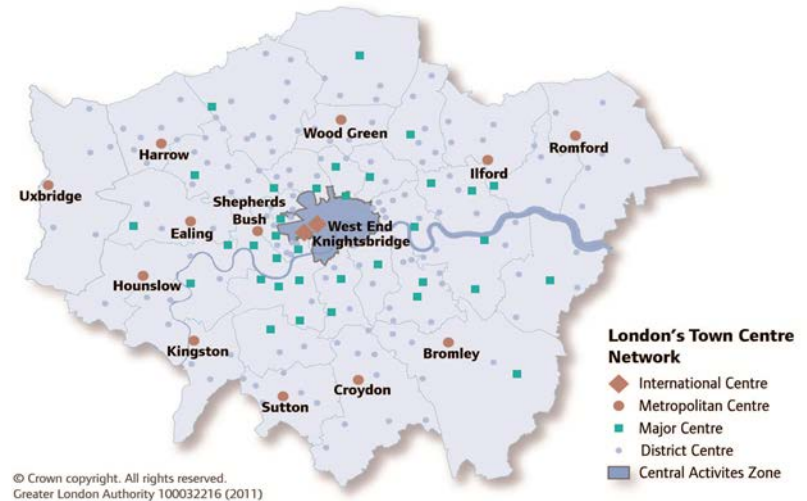 Wood Green
Harrow
Romford
Ilford
Uxbridge
Shepherds
Bush
Ealing
West End
Knightsbridge
Hounslow
Kingston
Bromley
Croydon
Sutton
London's Town Centre
Network
International Centre
Metropolitan Centre
Major Centre
District Centre
Central Activites Zone
© Crown copyright. All rights reserved.
Greater London Authority 100032216 (2011)